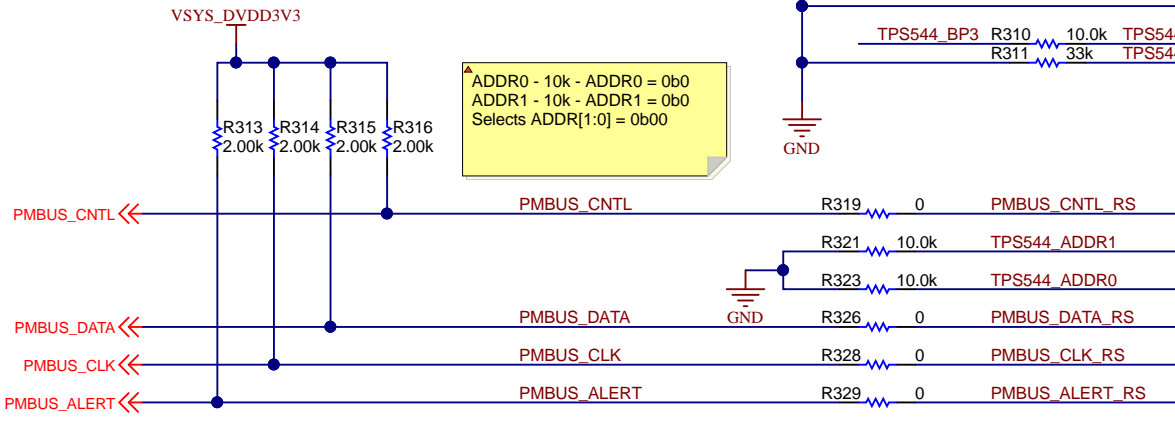 VSYS_DVDD3V3
TPS544_BP3 R310 10.0k TPS544
R311 33k TPS544
ADDR0 - 10k - ADDR0 = 0b0
ADDR1 - 10k - ADDR1 = 0b0
Selects ADDR[1:0] = 0b00
R313 R314 R315 R316
2.00k 2.00k 2.00k 2.00k
GND
PMBUS_CNTL PMBUS_CNTL R319 0 PMBUS_CNTL_RS
R321 10.0k TPS544_ADDR1
R323 10.0k TPS544_ADDR0
GND
PMBUS_DATA PMBUS_DATA R326 0 PMBUS_DATA_RS
PMBUS_CLK PMBUS_CLK R328 0 PMBUS_CLK_RS
PMBUS_ALERT PMBUS_ALERT R329 0 PMBUS_ALERT_RS